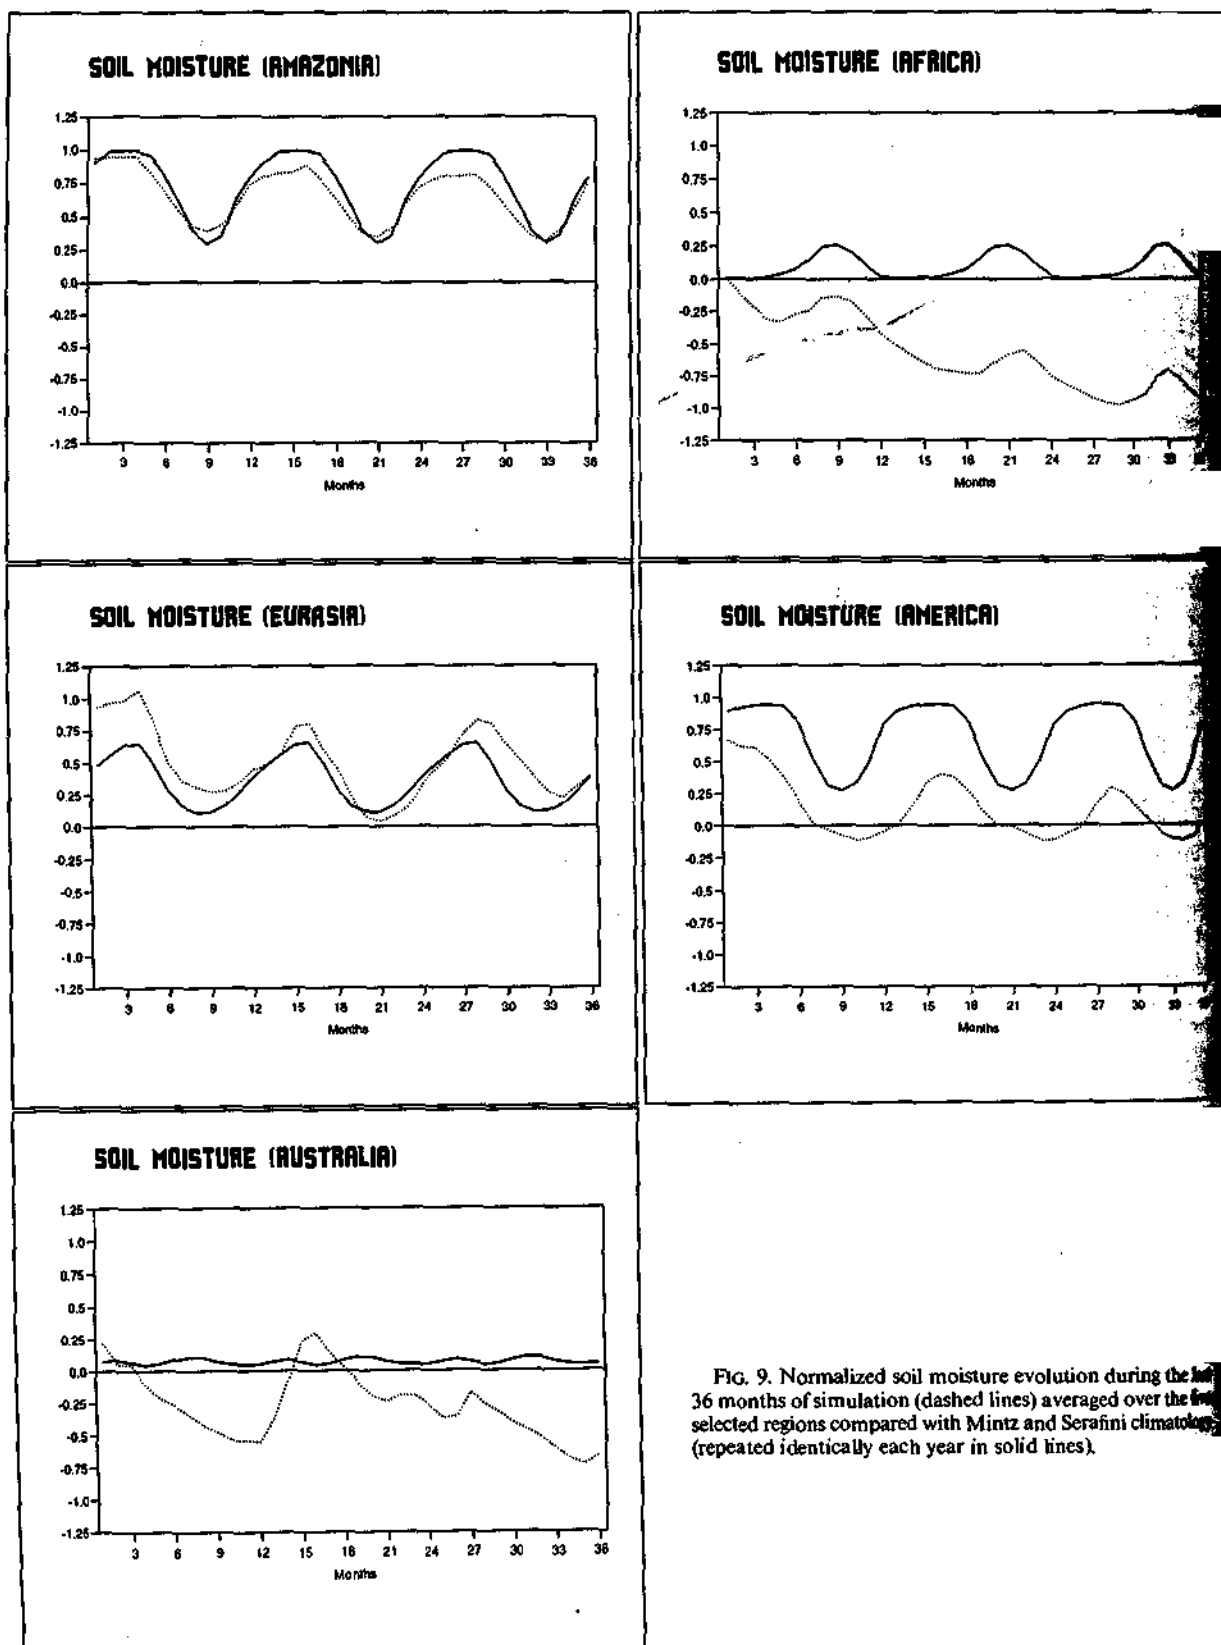 SOIL MOISTURE (AMAZONIA)
1.25
1.0
0.75
0.5
0.25
0.0
-0.25
-0.5
-0.75
-1.0
-1.25
3 6 9 12 15 18 21 24 27 30 33 36
Months
SOIL MOISTURE (AFRICA)
1.25
1.0
0.75
0.5
0.25
0.0
-0.25
-0.5
-0.75
-1.0
-1.25
3 6 9 12 15 18 21 24 27 30
Months
SOIL MOISTURE (EURASIA)
1.25
1.0
0.75
0.5
0.25
0.0
-0.25
-0.5
-0.75
-1.0
-1.25
3 6 9 12 15 18 21 24 27 30 33 36
Months
SOIL MOISTURE (AMERICA)
1.25
1.0
0.75
0.5
0.25
0.0
-0.25
-0.5
-0.75
-1.0
-1.25
3 6 9 12 15 18 21 24 27 30
Months
SOIL MOISTURE (AUSTRALIA)
1.25
1.0
0.75
0.5
0.25
0.0
-0.25
-0.5
-0.75
-1.0
-1.25
3 6 9 12 15 18 21 24 27 30 33 36
Months
FIG. 9. Normalized soil moisture evolution during the
36 months of simulation (dashed lines) averaged over the
selected regions compared with Mintz and Serafini
(repeated identically each year in solid lines).